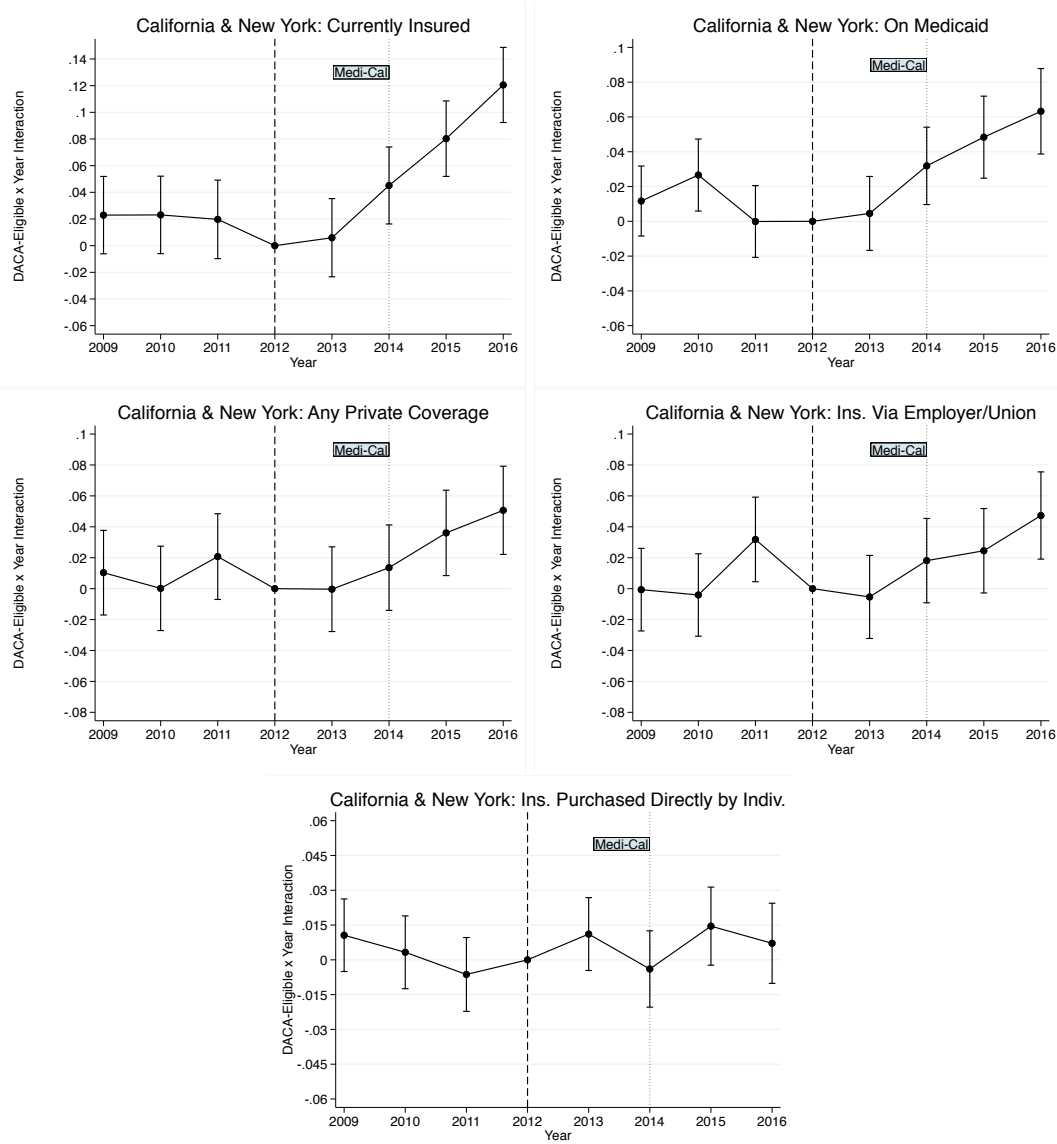 California & New York: Currently Insured
DACA-Eligible x Year Interaction
.14
.12
.1
.08
.06
.04
.02
0
-.02
-.04
-.06
Medi-Cal
2009 2010 2011 2012 2013 2014 2015 2016
Year
California & New York: On Medicaid
DACA-Eligible x Year Interaction
.1
.08
.06
.04
.02
0
-.02
-.04
-.06
Medi-Cal
2009 2010 2011 2012 2013 2014 2015 2016
Year
California & New York: Any Private Coverage
DACA-Eligible x Year Interaction
.1
.08
.06
.04
.02
0
-.02
-.04
-.06
-.08
Medi-Cal
2009 2010 2011 2012 2013 2014 2015 2016
Year
California & New York: Ins. Via Employer/Union
DACA-Eligible x Year Interaction
.1
.08
.06
.04
.02
0
-.02
-.04
-.06
-.08
Medi-Cal
2009 2010 2011 2012 2013 2014 2015 2016
Year
California & New York: Ins. Purchased Directly by Indiv.
DACA-Eligible x Year Interaction
.06
.045
.03
.015
0
-.015
-.03
-.045
-.06
Medi-Cal
2009 2010 2011 2012 2013 2014 2015 2016
Year